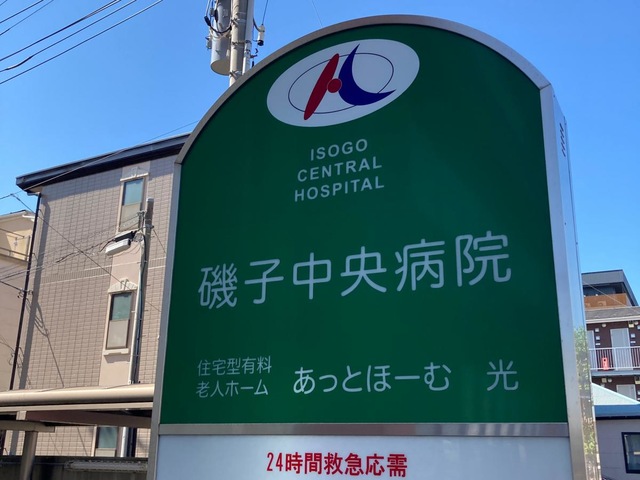 ISOGO
CENTRAL
HOSPITAL
磯子中央病院
住宅型有料
老人ホーム
あっとほーむ 光
24時間救急応需